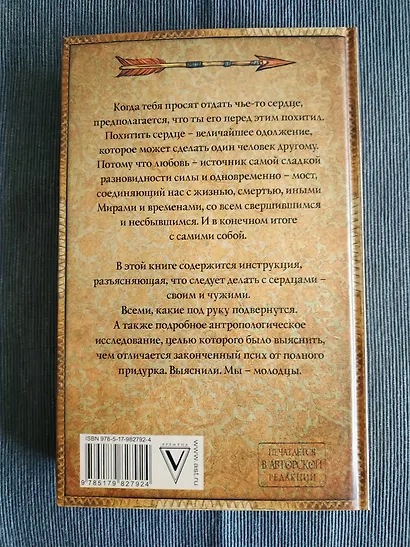 Когда тебя просят отдать чье-то сердце,
предполагается, что ты его перед этим похитил.
Похитить сердце – величайшее одолжение,
которое может сделать один человек другому.
Потому что любовь – источник самой сладкой
разновидности силы и одновременно – мост,
соединяющий нас с жизнью, смертью, иными
Мирами и временами, со всем свершившимся
и несбывшимся. И в конечном итоге
с самими собой.
В этой книге содержится инструкция,
разъясняющая, что следует делать с сердцами –
своим и чужими.
Всеми, какие под руку подвернутся.
А также подробное антропологическое
исследование, целью которого было выяснить,
чем отличается законченный псих от полного
придурка. Выяснили. Мы – молодцы.
ISBN 978-5-17-982792-4
9 785179 827924
www.ast.ru
ПЕЧАТАЕТСЯ
В АВТОРСКОЙ
РЕДАКЦИИ